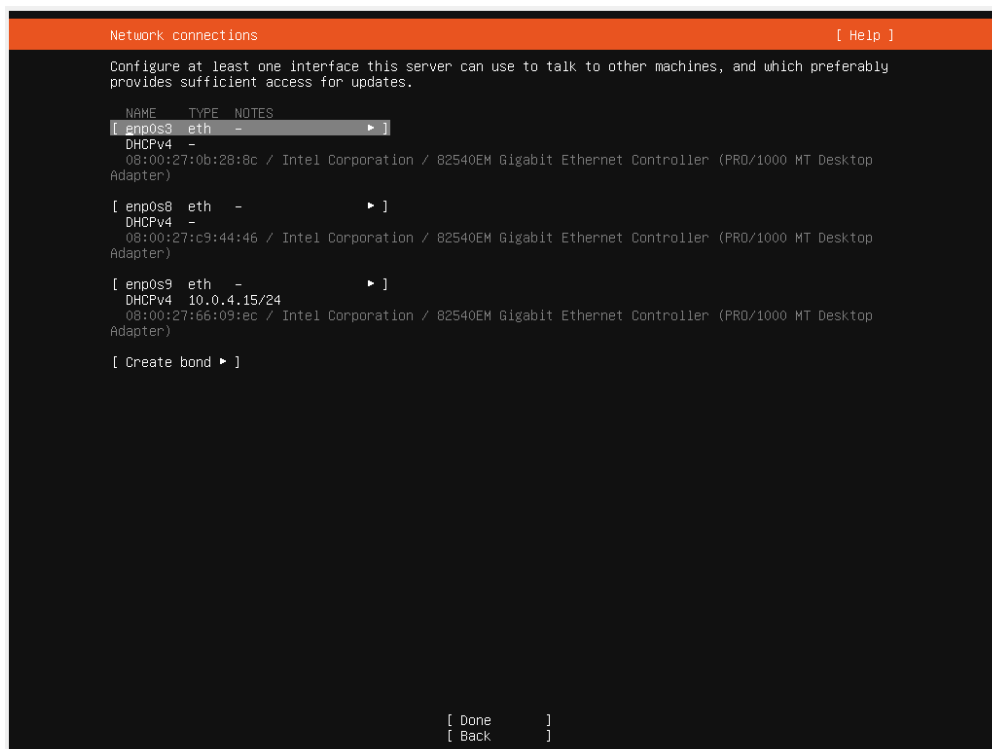 Network connections [ Help ]
Configure at least one interface this server can use to talk to other machines, and which preferably
provides sufficient access for updates.
NAME TYPE NOTES
[ enp0s3 eth - ▸ ]
DHCPv4 -
08:00:27:0b:28:8c / Intel Corporation / 82540EM Gigabit Ethernet Controller (PRO/1000 MT Desktop
Adapter)
[ enp0s8 eth - ▸ ]
DHCPv4 -
08:00:27:c9:44:46 / Intel Corporation / 82540EM Gigabit Ethernet Controller (PRO/1000 MT Desktop
Adapter)
[ enp0s9 eth - ▸ ]
DHCPv4 10.0.4.15/24
08:00:27:66:09:ec / Intel Corporation / 82540EM Gigabit Ethernet Controller (PRO/1000 MT Desktop
Adapter)
[ Create bond ▸ ]
[ Done ]
[ Back ]